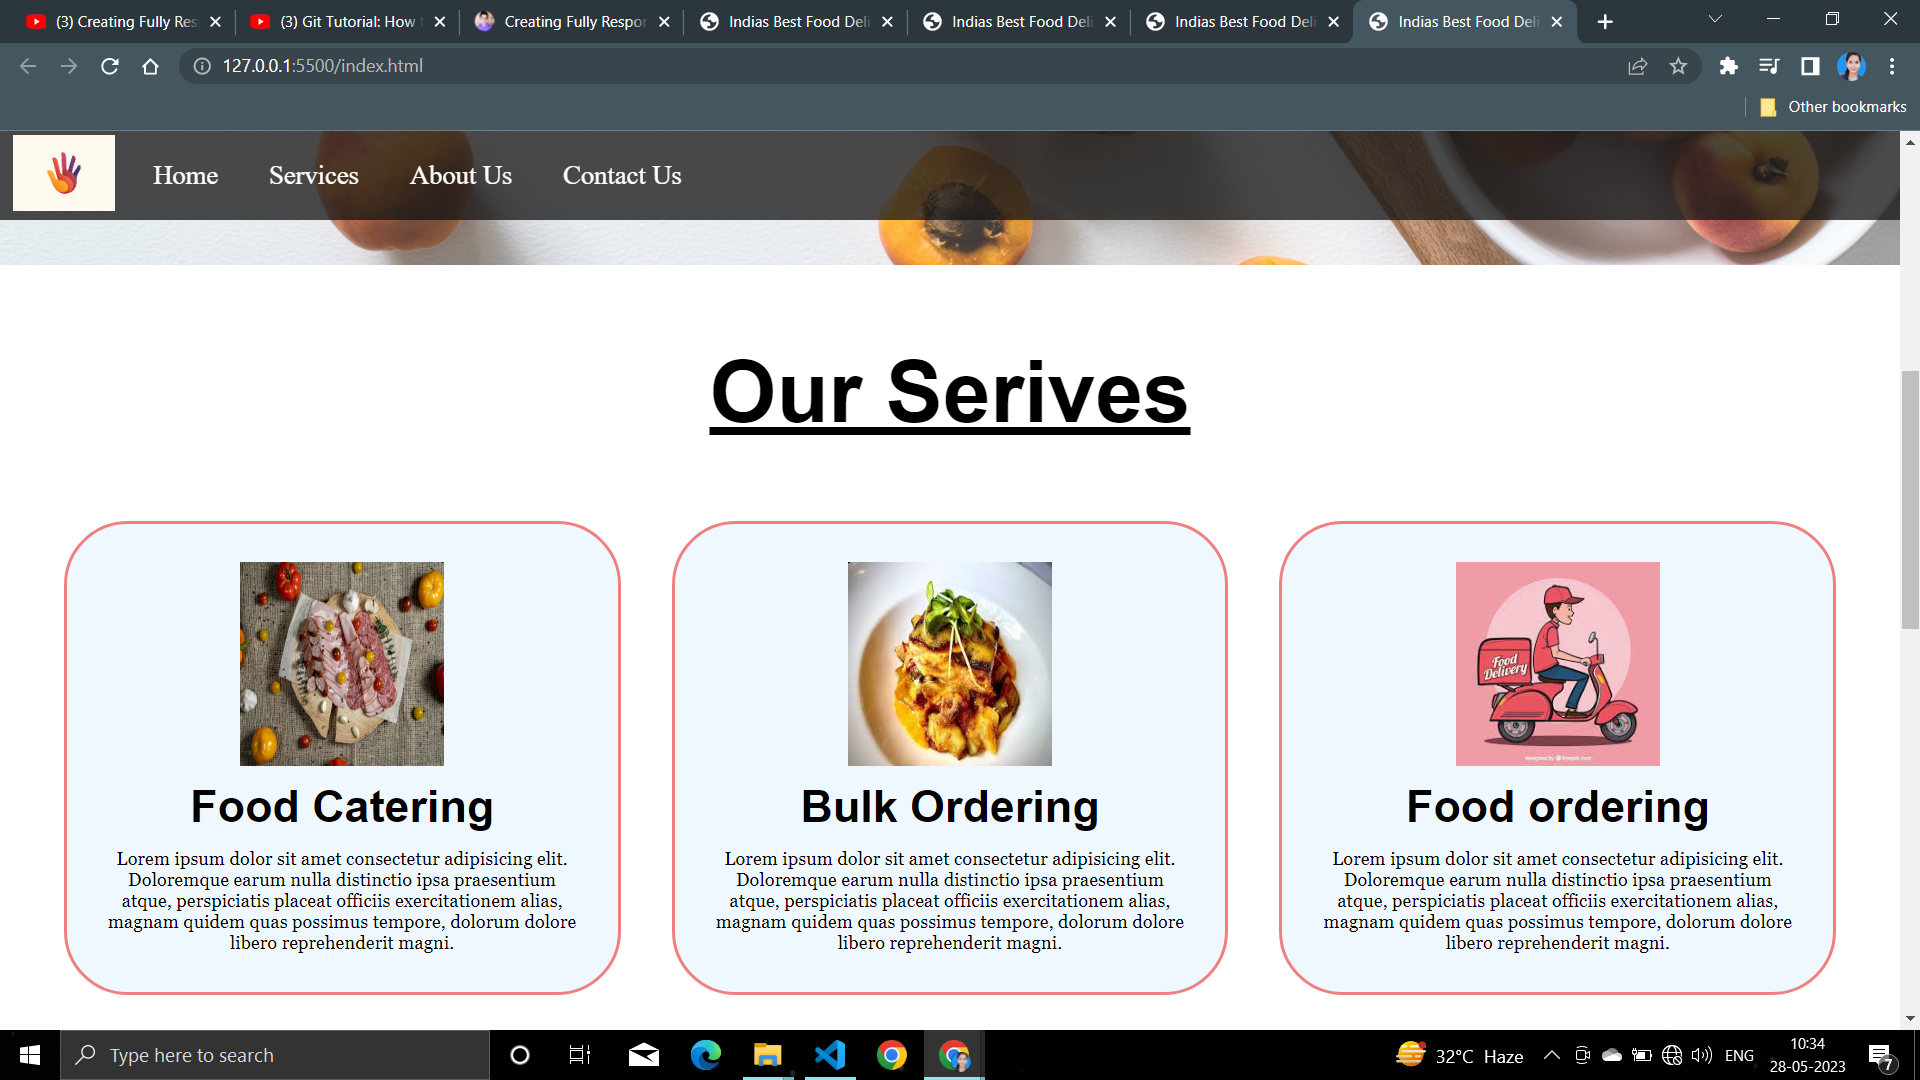 (3) Creating Fully Res
(3) Git Tutorial: How t
Creating Fully Respor
Indias Best Food Deli
Indias Best Food Deli
Indias Best Food Deli
Indias Best Food Deli
127.0.0.1:5500/index.html
Other bookmarks
Home
Services
About Us
Contact Us
Our Serives
Food
Delivery
designed by freepik.com
Food Catering
Lorem ipsum dolor sit amet consectetur adipisicing elit.
Doloremque earum nulla distinctio ipsa praesentium
atque, perspiciatis placeat officiis exercitationem alias,
magnam quidem quas possimus tempore, dolorum dolore
libero reprehenderit magni.
Bulk Ordering
Lorem ipsum dolor sit amet consectetur adipisicing elit.
Doloremque earum nulla distinctio ipsa praesentium
atque, perspiciatis placeat officiis exercitationem alias,
magnam quidem quas possimus tempore, dolorum dolore
libero reprehenderit magni.
Food ordering
Lorem ipsum dolor sit amet consectetur adipisicing elit.
Doloremque earum nulla distinctio ipsa praesentium
atque, perspiciatis placeat officiis exercitationem alias,
magnam quidem quas possimus tempore, dolorum dolore
libero reprehenderit magni.
Type here to search
32°C Haze
ENG
10:34
28-05-2023
7